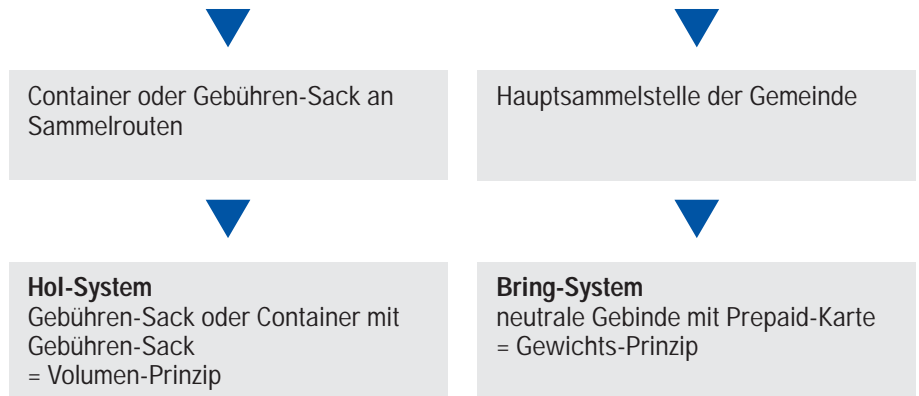 Container oder Gebühren-Sack an
Sammelrouten
Hauptsammelstelle der Gemeinde
Hol-System
Gebühren-Sack oder Container mit
Gebühren-Sack
= Volumen-Prinzip
Bring-System
neutrale Gebinde mit Prepaid-Karte
= Gewichts-Prinzip